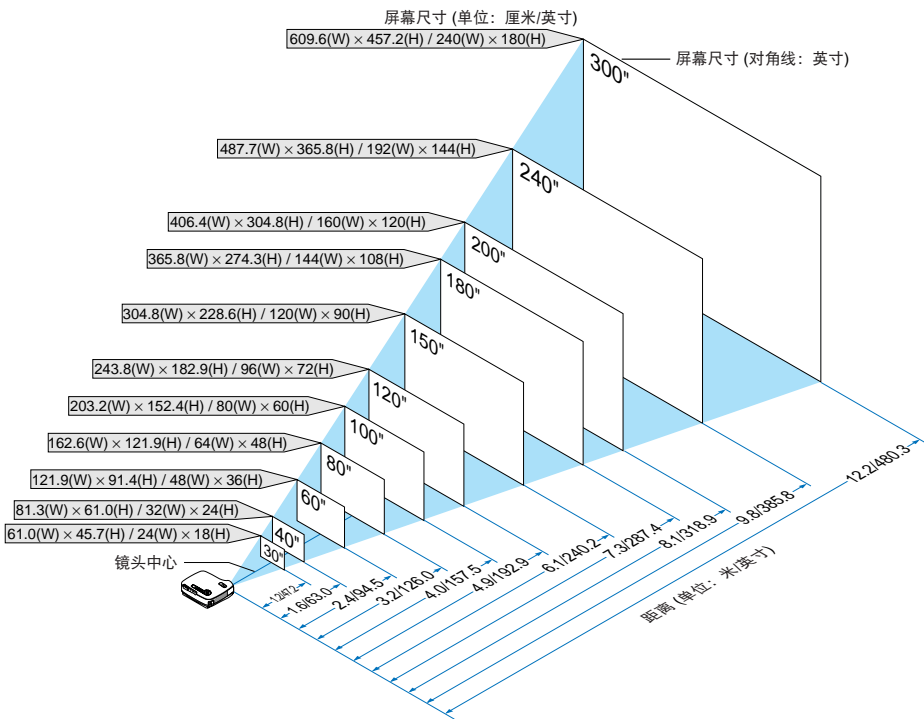 屏幕尺寸 (单位：厘米/英寸)
609.6(W) × 457.2(H) / 240(W) × 180(H)
屏幕尺寸 (对角线：英寸)
300"
487.7(W) × 365.8(H) / 192(W) × 144(H)
240"
406.4(W) × 304.8(H) / 160(W) × 120(H)
200"
365.8(W) × 274.3(H) / 144(W) × 108(H)
180"
304.8(W) × 228.6(H) / 120(W) × 90(H)
150"
243.8(W) × 182.9(H) / 96(W) × 72(H)
120"
203.2(W) × 152.4(H) / 80(W) × 60(H)
100"
162.6(W) × 121.9(H) / 64(W) × 48(H)
80"
121.9(W) × 91.4(H) / 48(W) × 36(H)
60"
81.3(W) × 61.0(H) / 32(W) × 24(H)
40"
61.0(W) × 45.7(H) / 24(W) × 18(H)
30"
镜头中心
1.2/47.2
1.6/63.0
2.4/94.5
3.2/126.0
4.0/157.5
4.9/192.9
6.1/240.2
7.3/287.4
8.1/318.9
9.8/385.8
12.2/480.3
距离 (单位：米/英寸)